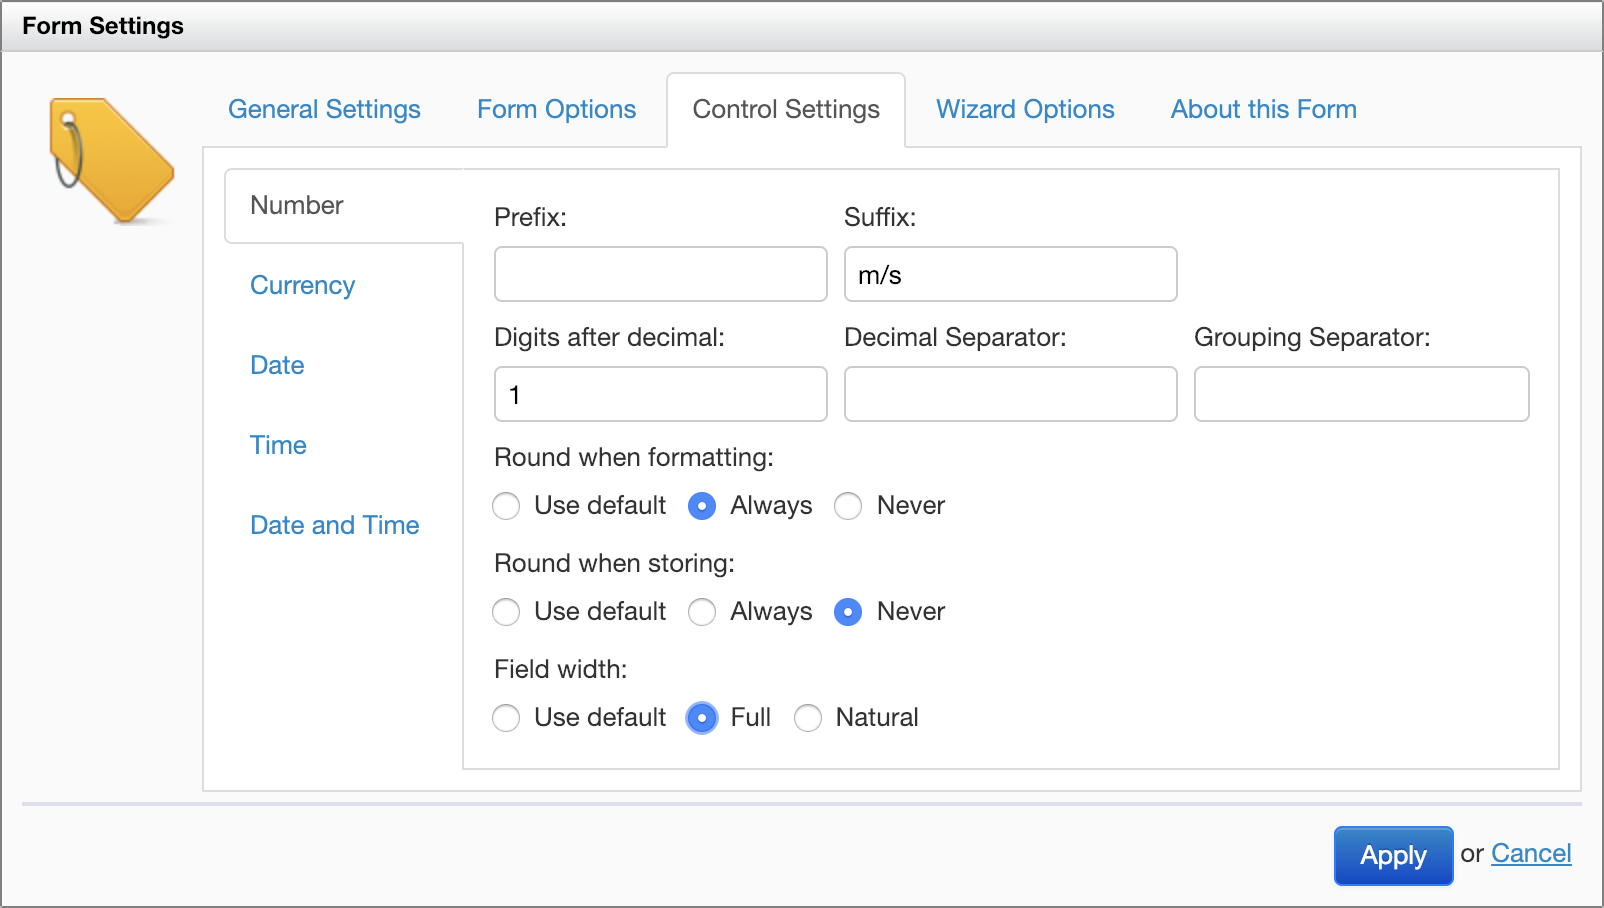 Form Settings
General Settings Form Options Control Settings Wizard Options About this Form
Number
Currency
Date
Time
Date and Time
Prefix: Suffix:
m/s
Digits after decimal: Decimal Separator: Grouping Separator:
1
Round when formatting:
Use default Always Never
Round when storing:
Use default Always Never
Field width:
Use default Full Natural
Apply or Cancel